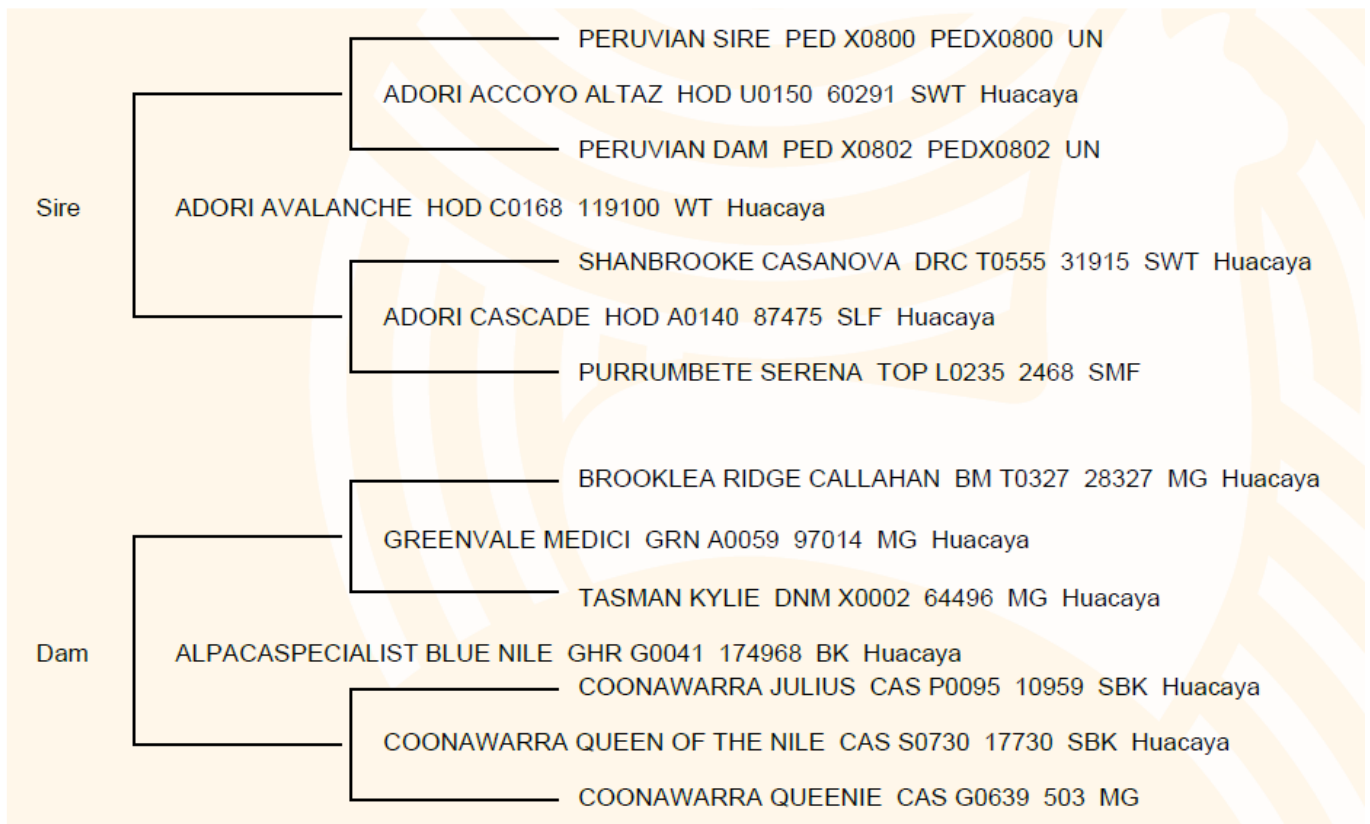 PERUVIAN SIRE PED X0800 PEDX0800 UN
ADORI ACCOYO ALTAZ HOD U0150 60291 SWT Huacaya
PERUVIAN DAM PED X0802 PEDX0802 UN
Sire ADORI AVALANCHE HOD C0168 119100 WT Huacaya
SHANBROOKE CASANOVA DRC T0555 31915 SWT Huacaya
ADORI CASCADE HOD A0140 87475 SLF Huacaya
PURRUMBETE SERENA TOP L0235 2468 SMF
BROOKLEA RIDGE CALLAHAN BM T0327 28327 MG Huacaya
GREENVALE MEDICI GRN A0059 97014 MG Huacaya
TASMAN KYLIE DNM X0002 64496 MG Huacaya
Dam ALPACASPECIALIST BLUE NILE GHR G0041 174968 BK Huacaya
COONAWARRA JULIUS CAS P0095 10959 SBK Huacaya
COONAWARRA QUEEN OF THE NILE CAS S0730 17730 SBK Huacaya
COONAWARRA QUEENIE CAS G0639 503 MG